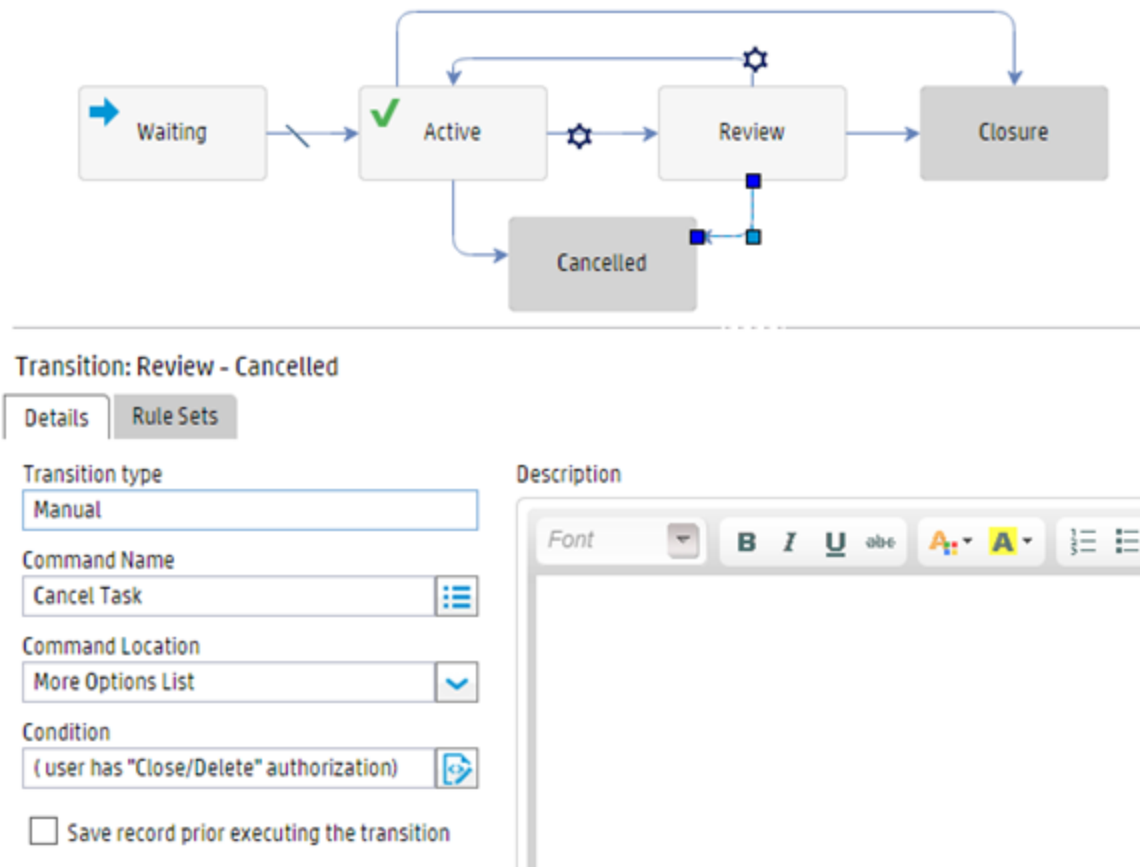 Waiting
Active
Review
Closure
Cancelled
Transition: Review - Cancelled
Details
Rule Sets
Transition type
Manual
Command Name
Cancel Task
Command Location
More Options List
Condition
( user has "Close/Delete" authorization)
Save record prior executing the transition
Description
Font
B I U abc A A